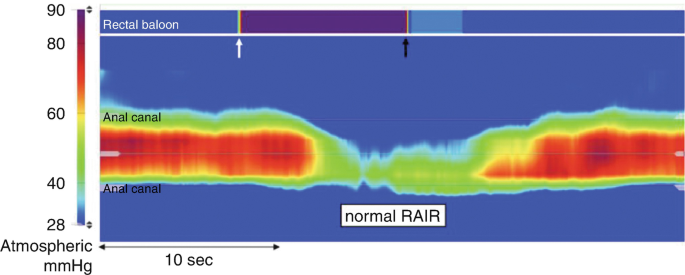 90
Rectal baloon
80
60
Anal canal
40
Anal canal
28
normal RAIR
Atmospheric
mmHg
10 sec